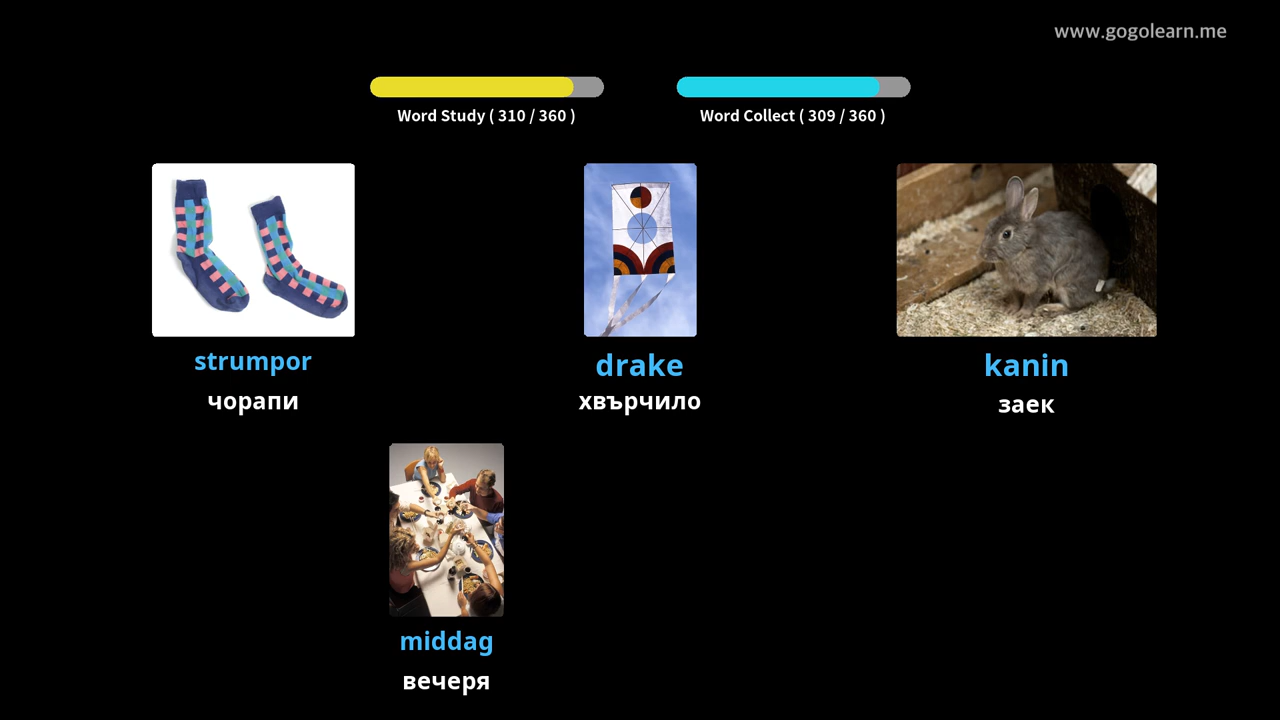 www.gogolearn.me
Word Study ( 310 / 360 )
Word Collect ( 309 / 360 )
strumpor
чорапи
drake
хвърчило
kanin
заек
middag
вечеря